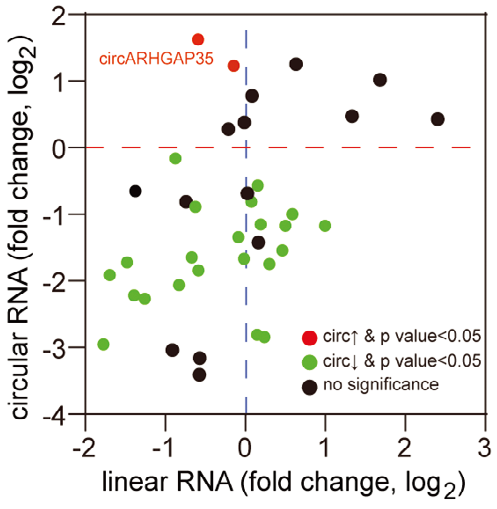 2
circARHGAP35
1
0
-1
-2
-3
-4
circular RNA (fold change, log2)
circ↑ & p value<0.05
circ↓ & p value<0.05
no significance
-2 -1 0 1 2 3
linear RNA (fold change, log2)